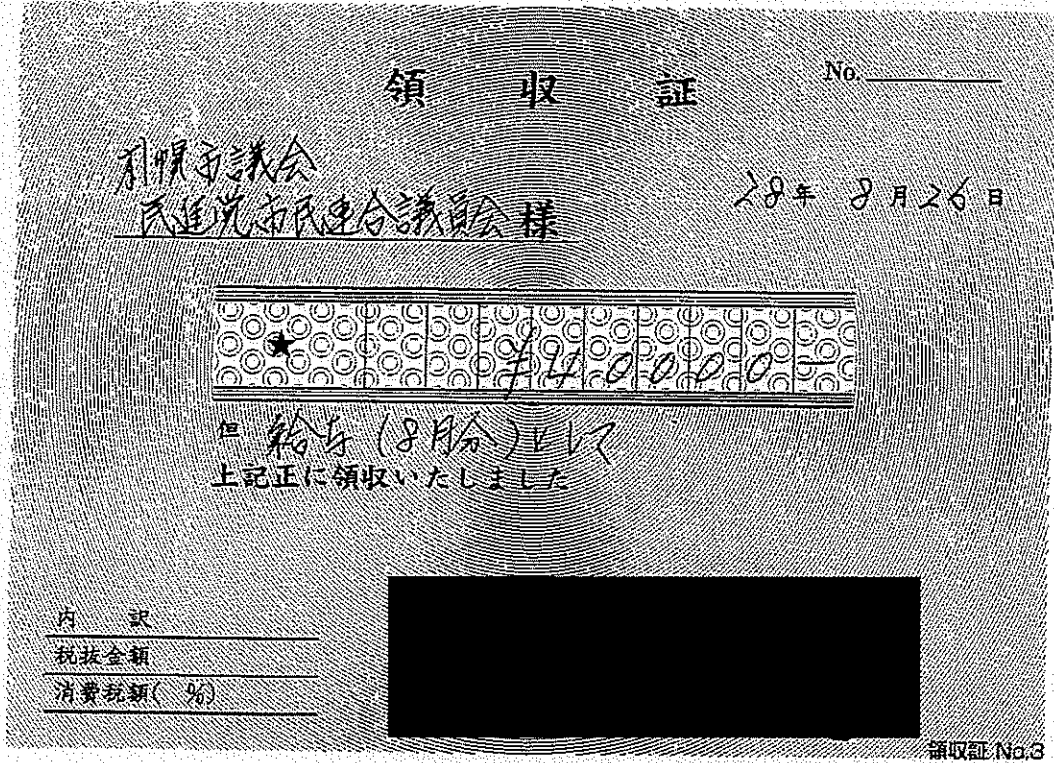 領収証
No.
札幌市議会
民進党市民連合議員会 様
28年 8月26日
★ ¥40000-
但 給与(8月分)として
上記正に領収いたしました
内 訳
税抜金額
消費税額( %)
領収証 No.3